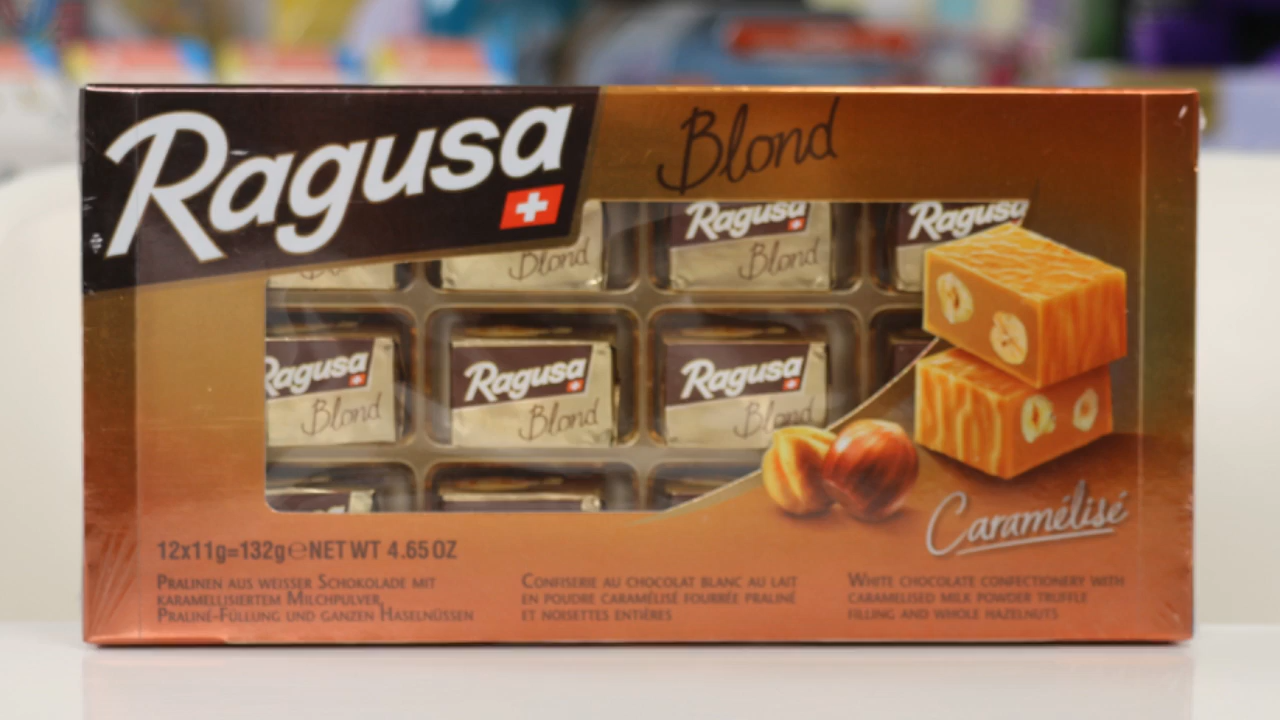 Ragusa
Blond
Ragusa
Ragusa
Blond
Blond
Ragusa
Ragusa
Ragusa
Blond
Blond
Blond
Caramélisé
12x11g=132g℮NET WT 4.65 OZ
PRALINEN AUS WEISSER SCHOKOLADE MIT
KARAMELLISIERTEM MILCHPULVER,
PRALINÉ-FÜLLUNG UND GANZEN HASELNÜSSEN
CONFISERIE AU CHOCOLAT BLANC AU LAIT
EN POUDRE CARAMÉLISÉ FOURRÉE PRALINÉ
ET NOISETTES ENTIÈRES
WHITE CHOCOLATE CONFECTIONERY WITH
CARAMELISED MILK POWDER TRUFFLE
FILLING AND WHOLE HAZELNUTS